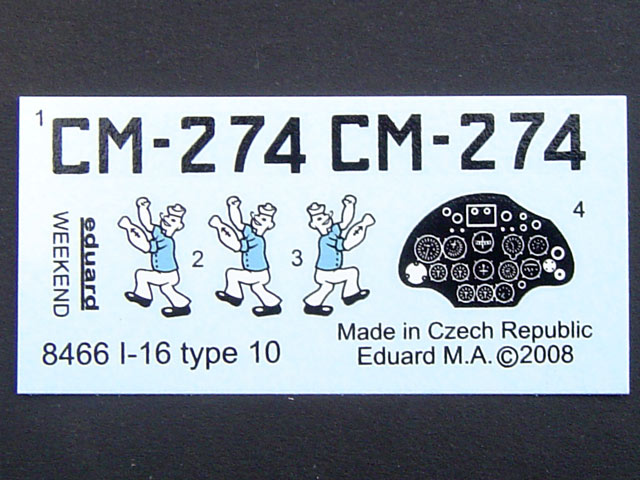 1
CM-274 CM-274
eduard
WEEKEND
2
3
4
8466 I-16 type 10
Made in Czech Republic
Eduard M.A. ©2008